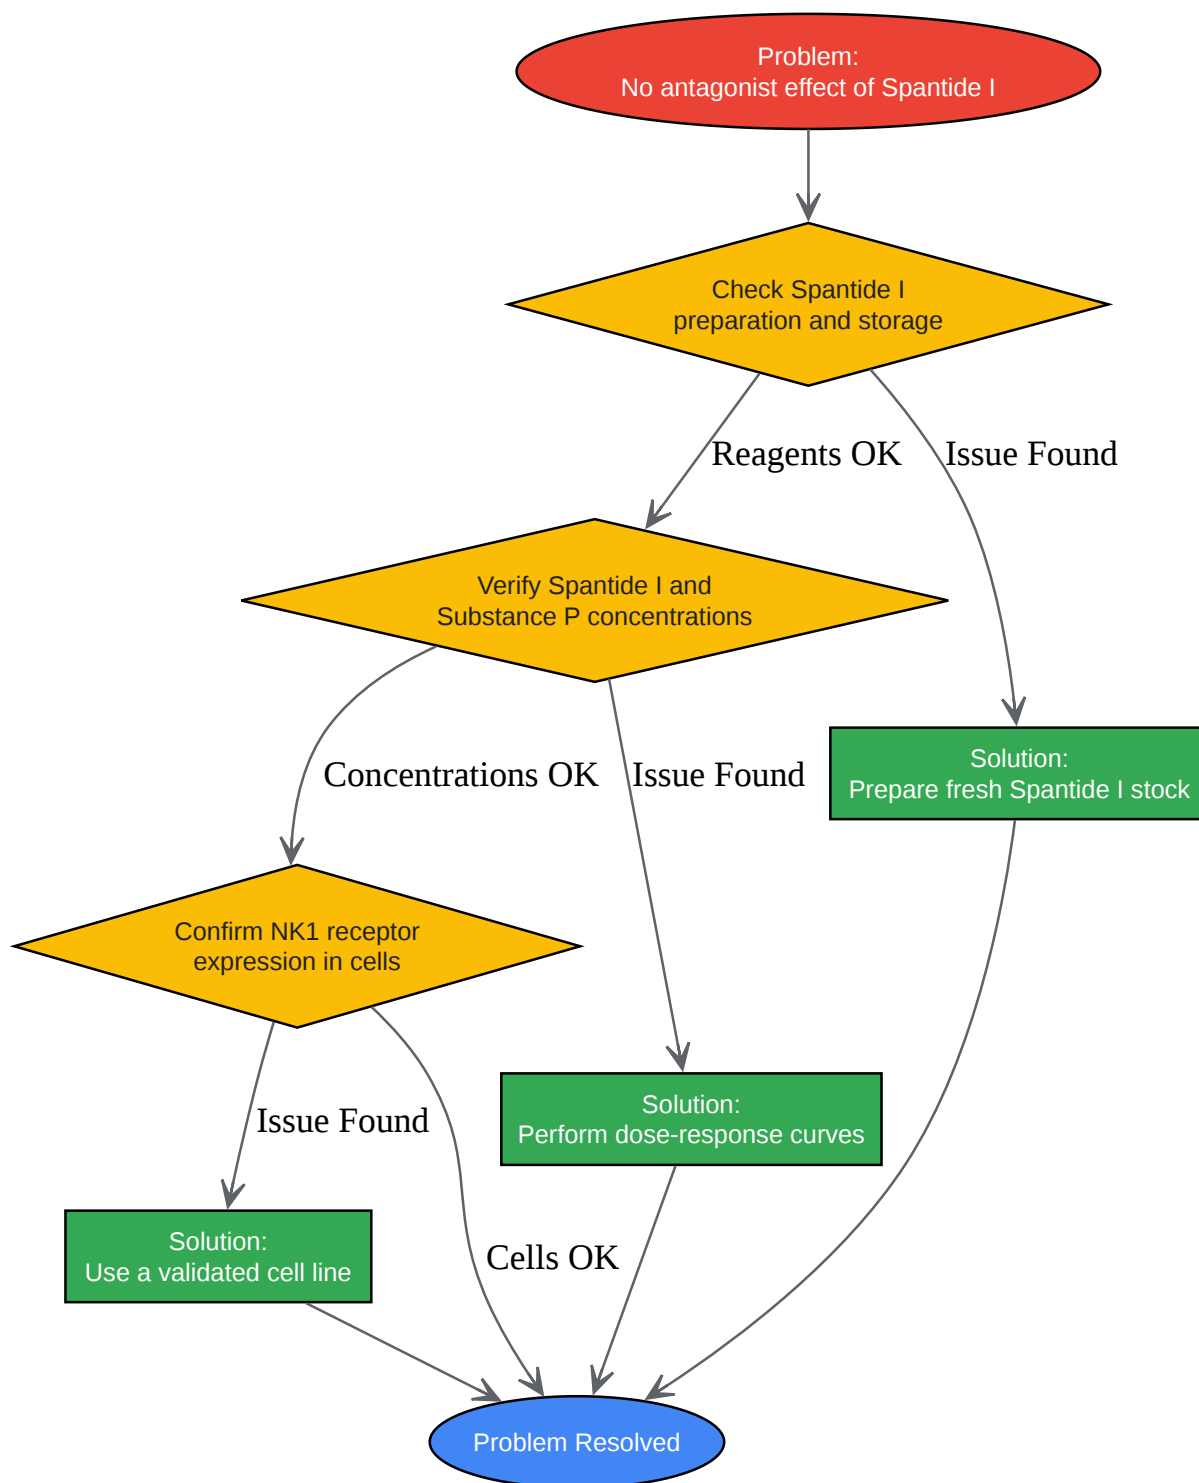 Problem:
No antagonist effect of Spantide I
Check Spantide I
preparation and storage
Reagents OK
Issue Found
Verify Spantide I and
Substance P concentrations
Concentrations OK
Issue Found
Solution:
Prepare fresh Spantide I stock
Confirm NK1 receptor
expression in cells
Issue Found
Solution:
Perform dose-response curves
Solution:
Use a validated cell line
Cells OK
Problem Resolved